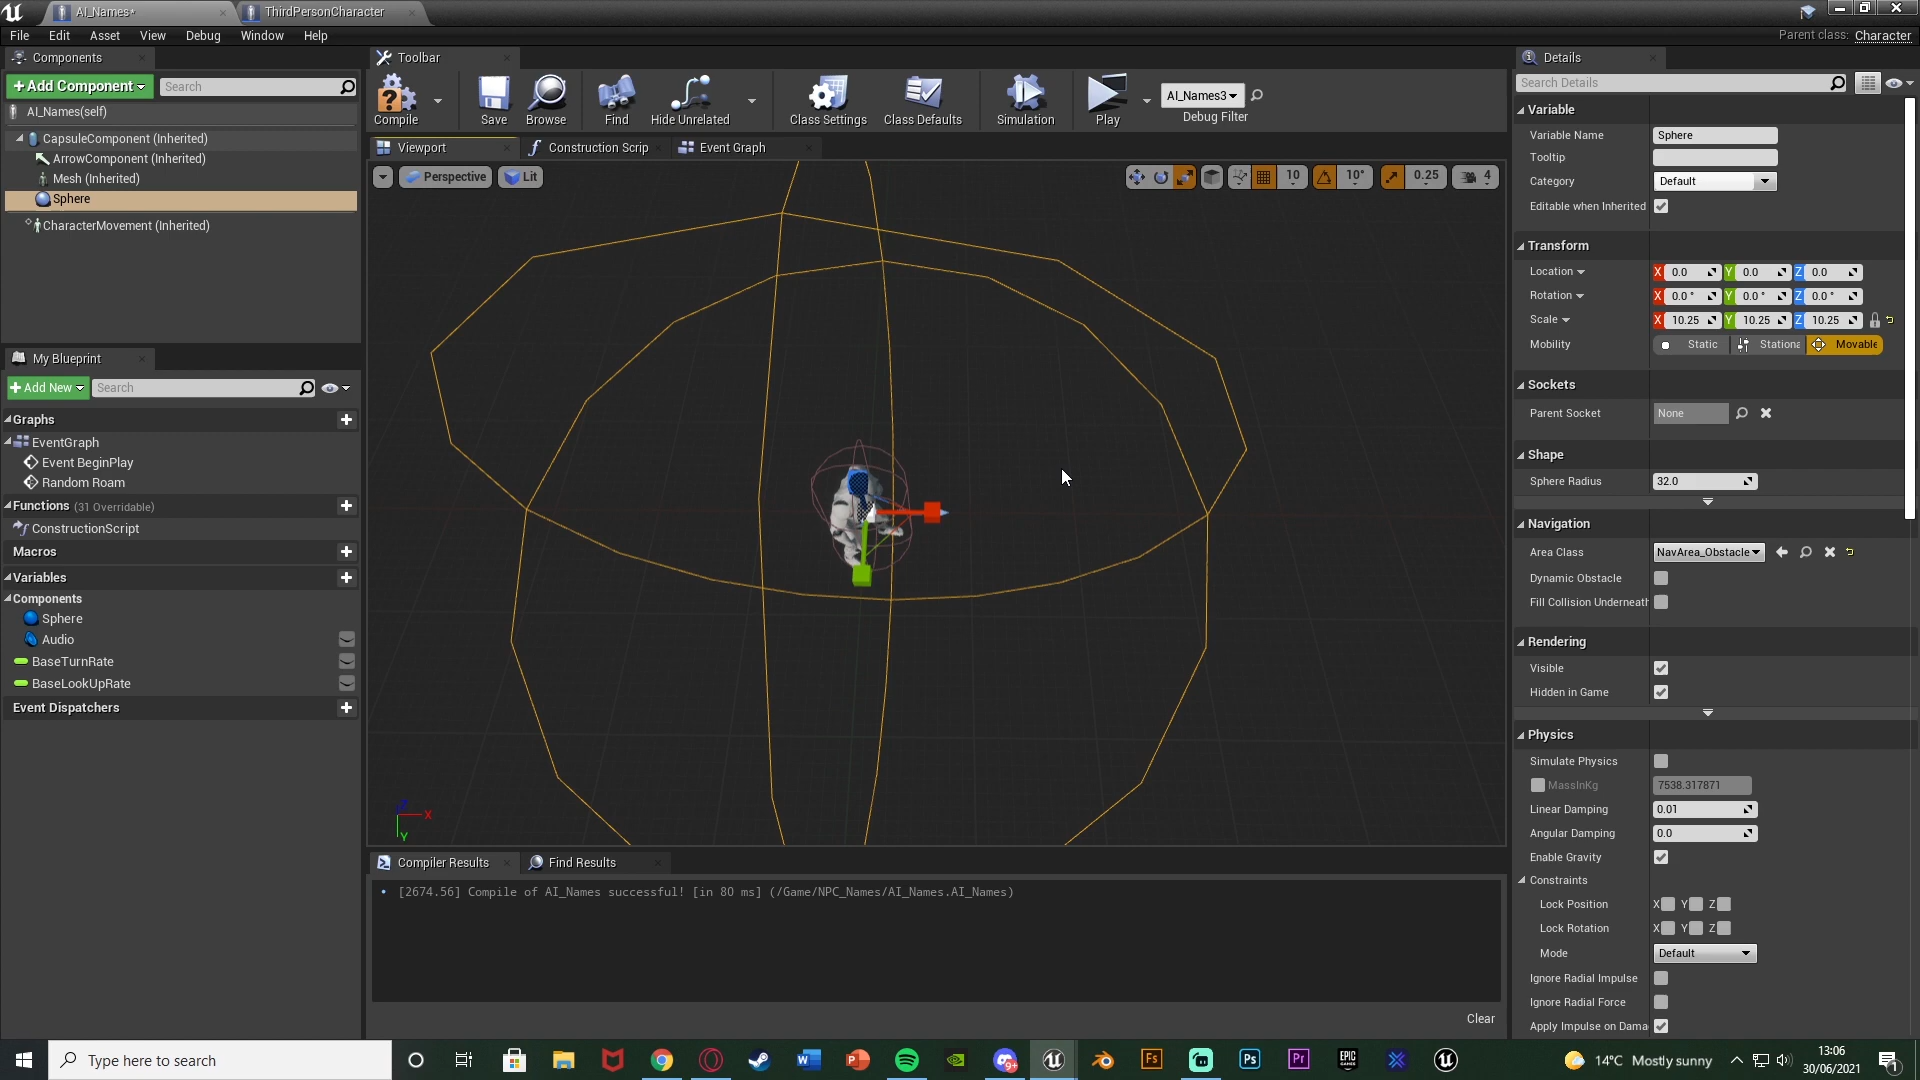 AI_Names*
ThirdPersonCharacter
File Edit Asset View Debug Window Help
Parent class: Character
Components
+ Add Component
Search
AI_Names(self)
CapsuleComponent (Inherited)
ArrowComponent (Inherited)
Mesh (Inherited)
Sphere
CharacterMovement (Inherited)
My Blueprint
+ Add New
Search
Graphs
EventGraph
Event BeginPlay
Random Roam
Functions (31 Overridable)
ConstructionScript
Macros
Variables
Components
Sphere
Audio
BaseTurnRate
BaseLookUpRate
Event Dispatchers
Toolbar
Compile
Save
Browse
Find
Hide Unrelated
Class Settings
Class Defaults
Simulation
Play
AI_Names3
Debug Filter
Viewport
Construction Scrip
Event Graph
Perspective
Lit
10
10°
0.25
4
Z
X
Y
Compiler Results
Find Results
• [2674.56] Compile of AI_Names successful! [in 80 ms] (/Game/NPC_Names/AI_Names.AI_Names)
Clear
Details
Search Details
Variable
Variable Name Sphere
Tooltip
Category Default
Editable when Inherited
Transform
Location X 0.0 Y 0.0 Z 0.0
Rotation X 0.0 ° Y 0.0 ° Z 0.0 °
Scale X 10.25 Y 10.25 Z 10.25
Mobility Static Stationa Movable
Sockets
Parent Socket None
Shape
Sphere Radius 32.0
Navigation
Area Class NavArea_Obstacle
Dynamic Obstacle
Fill Collision Underneath
Rendering
Visible
Hidden in Game
Physics
Simulate Physics
MassInKg 7538.317871
Linear Damping 0.01
Angular Damping 0.0
Enable Gravity
Constraints
Lock Position X Y Z
Lock Rotation X Y Z
Mode Default
Ignore Radial Impulse
Ignore Radial Force
Apply Impulse on Dama
Type here to search
W
P
9+
Fs
Ps
Pr
EPIC GAMES
14°C Mostly sunny
13:06
30/06/2021
1